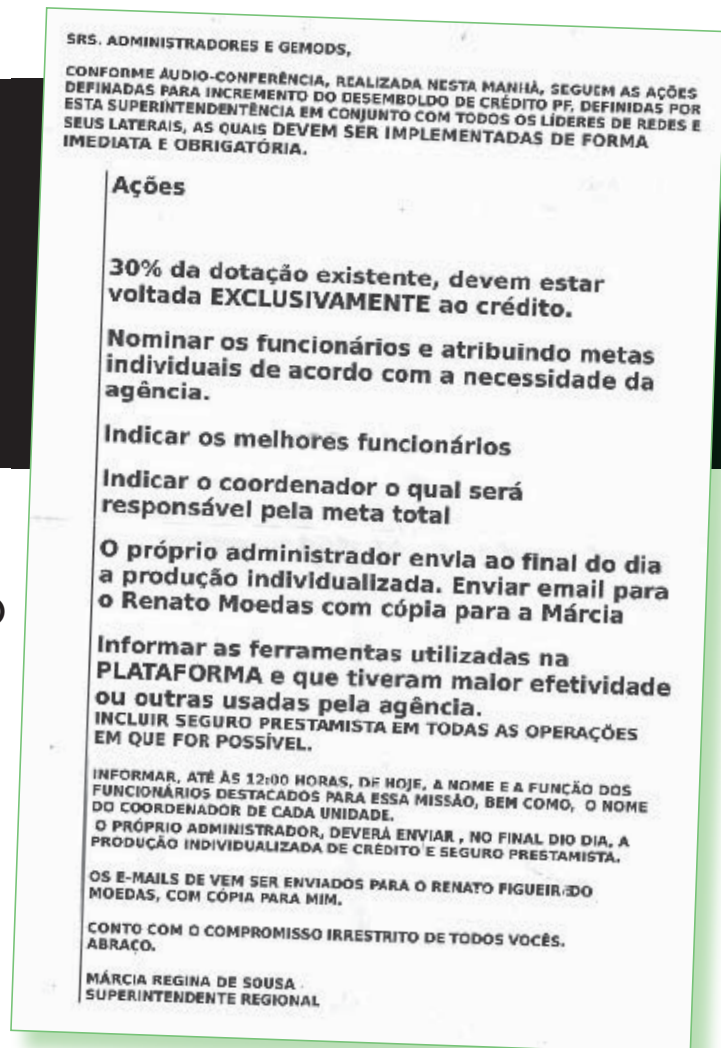 SRS. ADMINISTRADORES E GEMODS,
CONFORME ÁUDIO-CONFERÊNCIA, REALIZADA NESTA MANHÃ, SEGUEM AS AÇÕES
DEFINADAS PARA INCREMENTO DO DESEMBOLDO DE CRÉDITO PF, DEFINIDAS POR
ESTA SUPERINTENDENTÊNCIA EM CONJUNTO COM TODOS OS LÍDERES DE REDES E
SEUS LATERAIS, AS QUAIS DEVEM SER IMPLEMENTADAS DE FORMA
IMEDIATA E OBRIGATÓRIA.
Ações
30% da dotação existente, devem estar
voltada EXCLUSIVAMENTE ao crédito.
Nominar os funcionários e atribuindo metas
individuais de acordo com a necessidade da
agência.
Indicar os melhores funcionários
Indicar o coordenador o qual será
responsável pela meta total
O próprio administrador envia ao final do dia
a produção individualizada. Enviar email para
o Renato Moedas com cópia para a Márcia
Informar as ferramentas utilizadas na
PLATAFORMA e que tiveram maior efetividade
ou outras usadas pela agência.
INCLUIR SEGURO PRESTAMISTA EM TODAS AS OPERAÇÕES
EM QUE FOR POSSÍVEL.
INFORMAR, ATÉ ÀS 12:00 HORAS, DE HOJE, A NOME E A FUNÇÃO DOS
FUNCIONÁRIOS DESTACADOS PARA ESSA MISSÃO, BEM COMO, O NOME
DO COORDENADOR DE CADA UNIDADE.
O PRÓPRIO ADMINISTRADOR, DEVERÁ ENVIAR , NO FINAL DIO DIA, A
PRODUÇÃO INDIVIDUALIZADA DE CRÉDITO E SEGURO PRESTAMISTA.
OS E-MAILS DE VEM SER ENVIADOS PARA O RENATO FIGUEIREDO
MOEDAS, COM CÓPIA PARA MIM.
CONTO COM O COMPROMISSO IRRESTRITO DE TODOS VOCÊS.
ABRAÇO.
MÁRCIA REGINA DE SOUSA
SUPERINTENDENTE REGIONAL